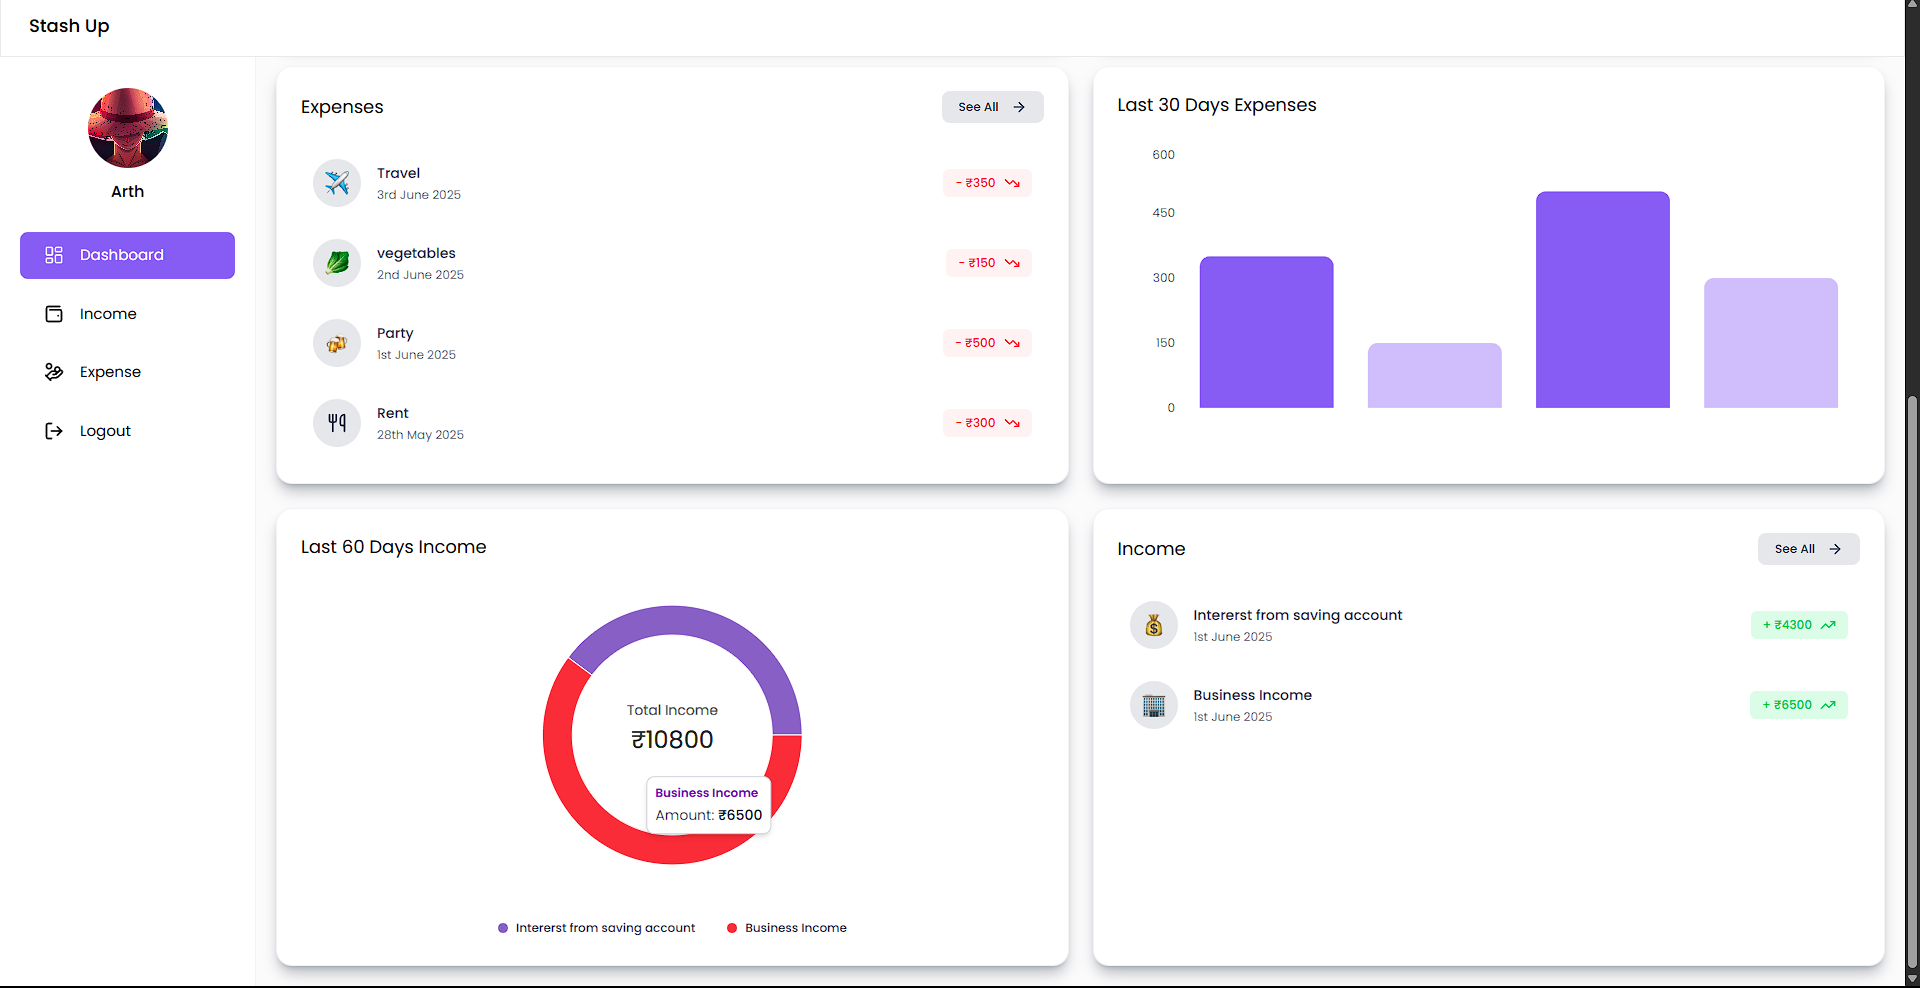 Stash Up
Arth
Dashboard
Income
Expense
Logout
Expenses
See All
Travel
3rd June 2025
- ₹350
vegetables
2nd June 2025
- ₹150
Party
1st June 2025
- ₹500
Rent
28th May 2025
- ₹300
Last 30 Days Expenses
600
450
300
150
0
Last 60 Days Income
Total Income
₹10800
Business Income
Amount: ₹6500
Intererst from saving account
Business Income
Income
See All
Intererst from saving account
1st June 2025
+ ₹4300
Business Income
1st June 2025
+ ₹6500